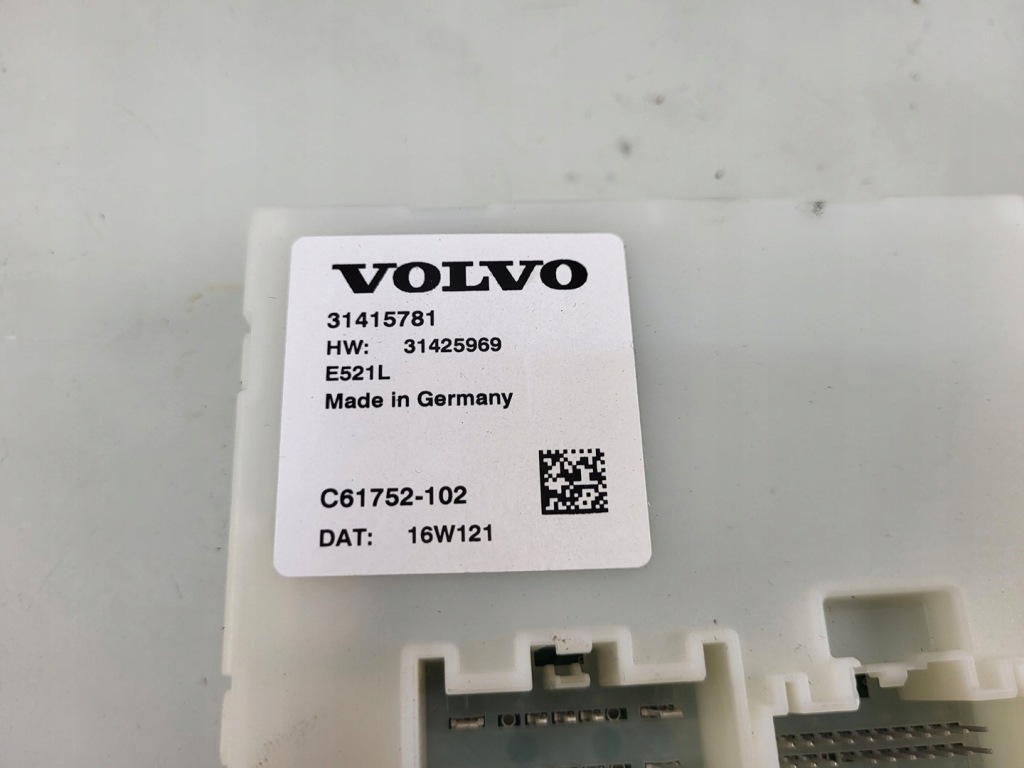 VOLVO
31415781
HW: 31425969
E521L
Made in Germany
C61752-102
DAT: 16W121